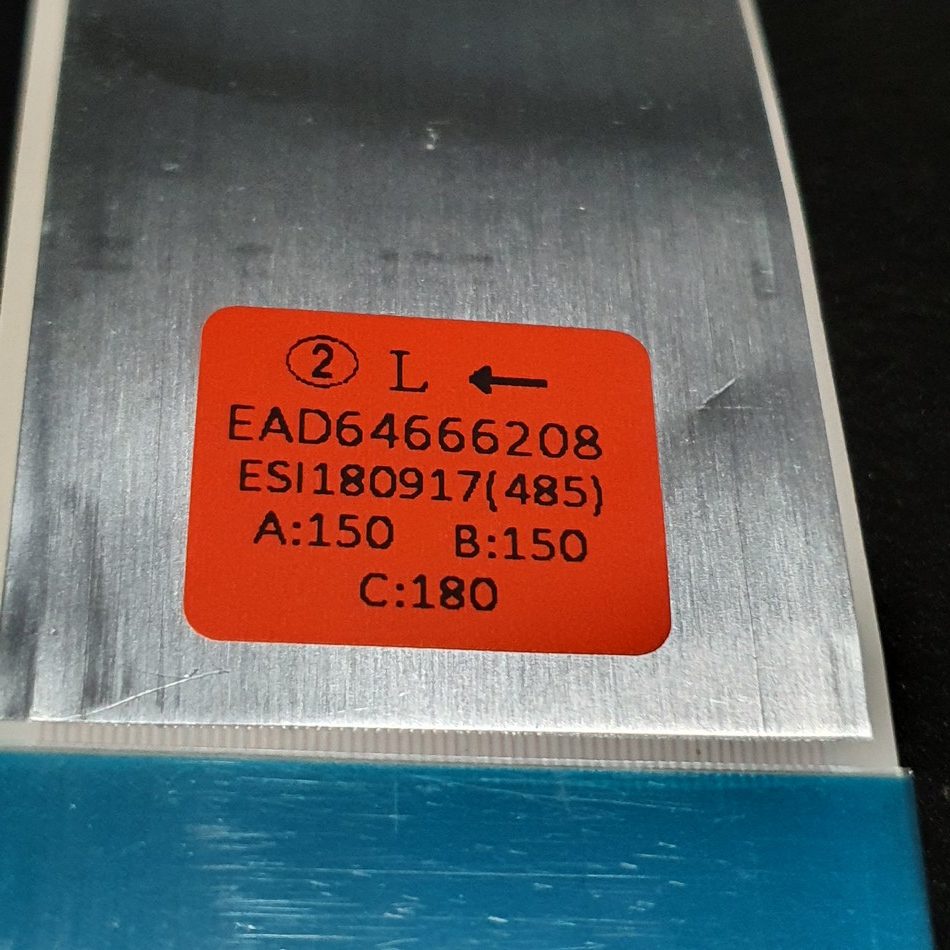 ② L ←
EAD64666208
ESI180917(485)
A:150 B:150
C:180